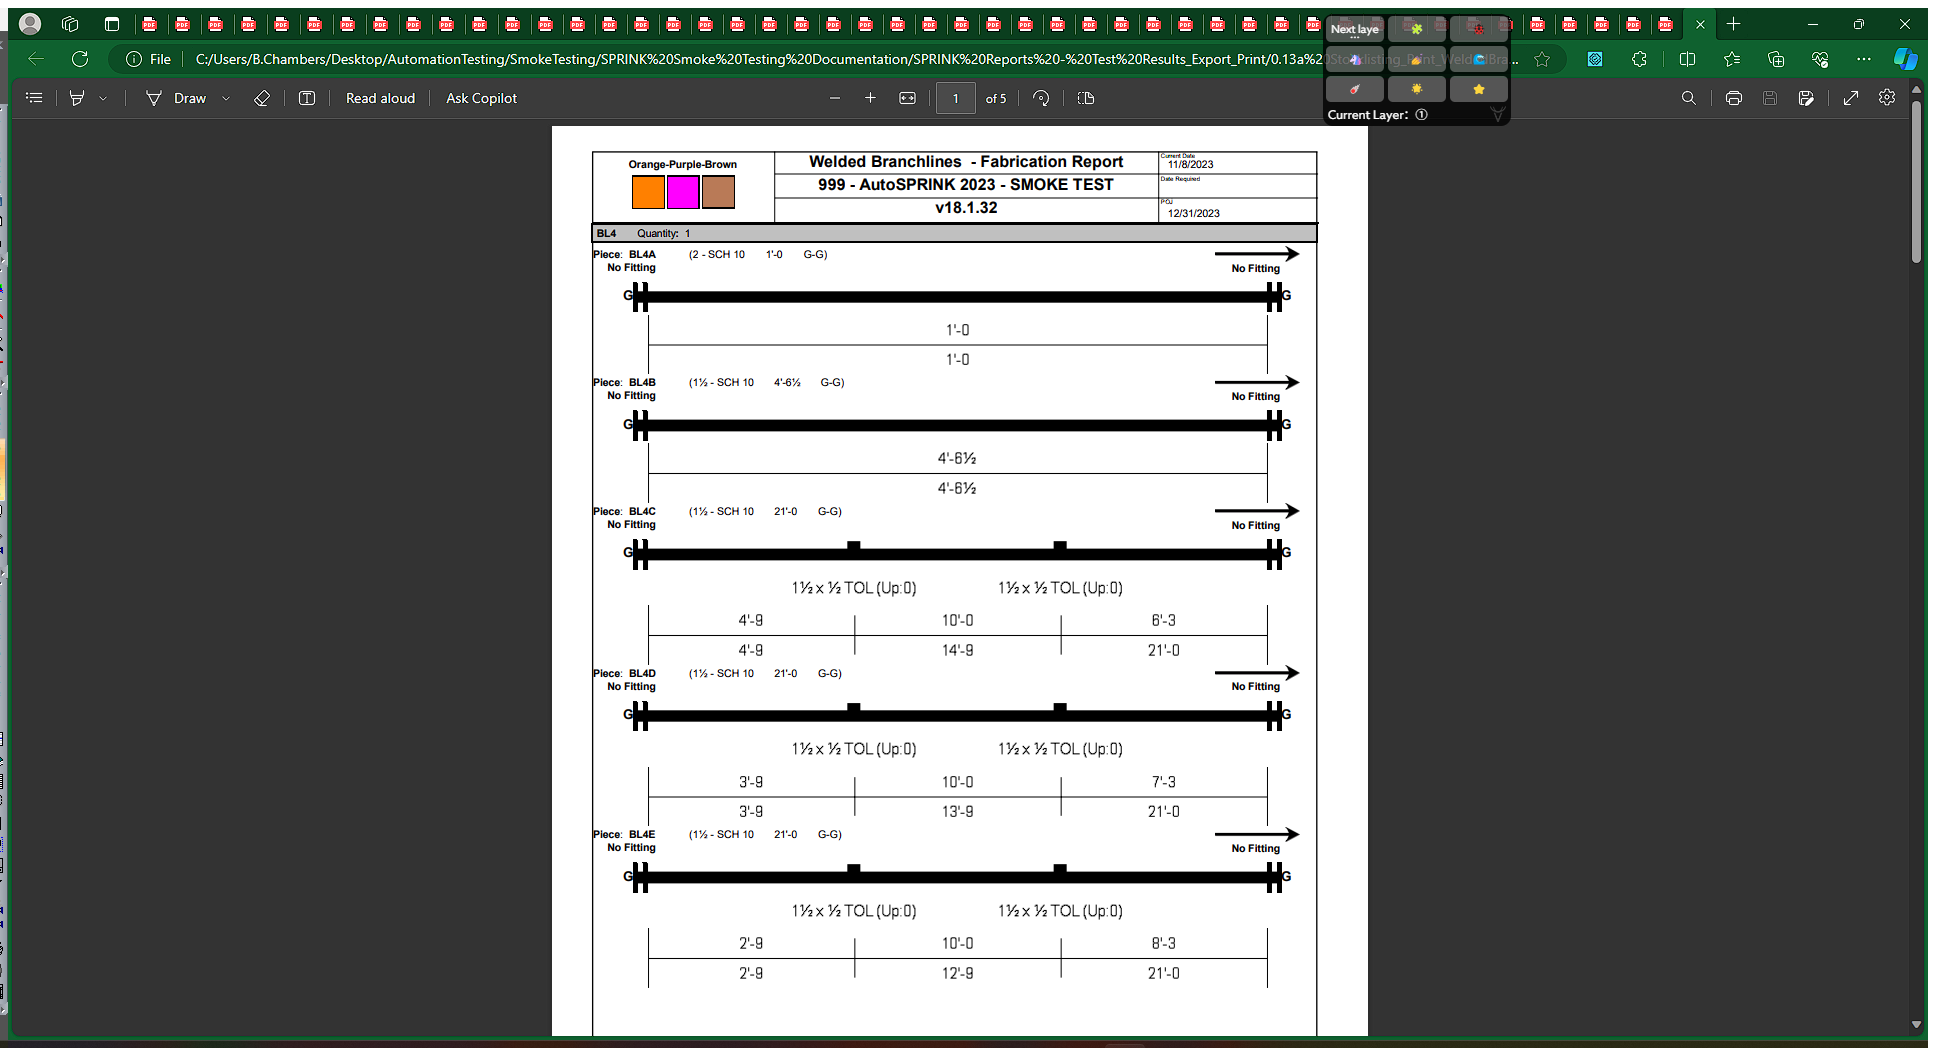 File
C:/Users/B.Chambers/Desktop/AutomationTesting/SmokeTesting/SPRINK%20Smoke%20Testing%20Documentation/SPRINK%20Reports%20-%20Test%20Results_Export_Print/0.13a%20
Next laye
Current Layer: ①
Draw
Read aloud
Ask Copilot
1 of 5
Orange-Purple-Brown
Welded Branchlines - Fabrication Report
999 - AutoSPRINK 2023 - SMOKE TEST
v18.1.32
Current Date
11/8/2023
Date Required
POJ
12/31/2023
BL4 Quantity: 1
Piece: BL4A (2 - SCH 10 1'-0 G-G)
No Fitting No Fitting
G G
1'-0
1'-0
Piece: BL4B (1½ - SCH 10 4'-6½ G-G)
No Fitting No Fitting
G G
4'-6½
4'-6½
Piece: BL4C (1½ - SCH 10 21'-0 G-G)
No Fitting No Fitting
G G
1½ x ½ TOL (Up:0) 1½ x ½ TOL (Up:0)
4'-9 10'-0 6'-3
4'-9 14'-9 21'-0
Piece: BL4D (1½ - SCH 10 21'-0 G-G)
No Fitting No Fitting
G G
1½ x ½ TOL (Up:0) 1½ x ½ TOL (Up:0)
3'-9 10'-0 7'-3
3'-9 13'-9 21'-0
Piece: BL4E (1½ - SCH 10 21'-0 G-G)
No Fitting No Fitting
G G
1½ x ½ TOL (Up:0) 1½ x ½ TOL (Up:0)
2'-9 10'-0 8'-3
2'-9 12'-9 21'-0